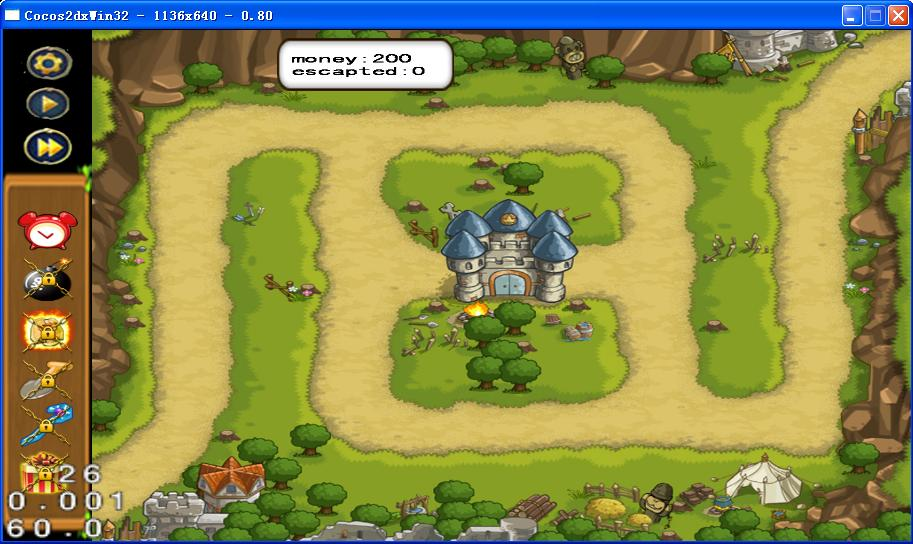 Cocos2dxWin32 - 1136x640 - 0.80
money:200
escapted:0
26
0.001
60.0